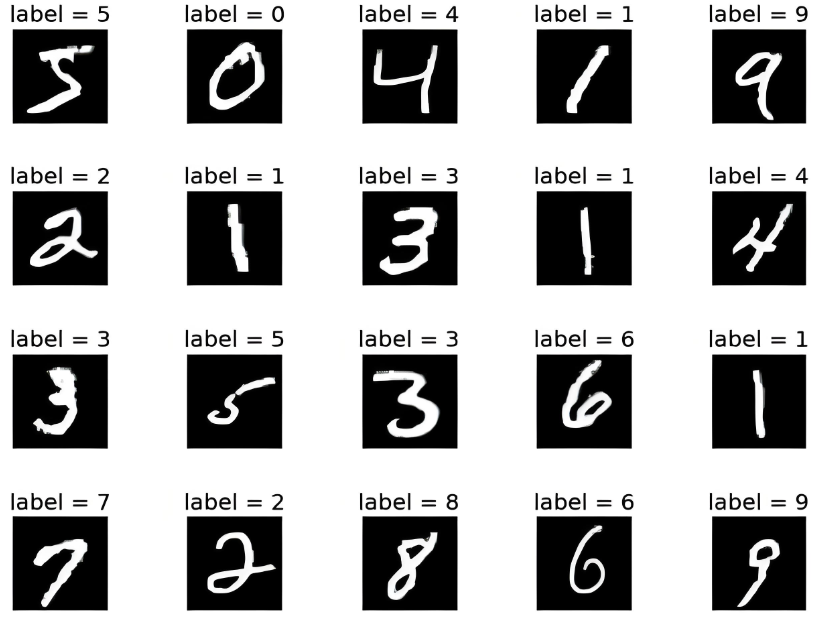 label = 5 label = 0 label = 4 label = 1 label = 9
5 0 4 1 9
label = 2 label = 1 label = 3 label = 1 label = 4
2 1 3 1 4
label = 3 label = 5 label = 3 label = 6 label = 1
3 5 3 6 1
label = 7 label = 2 label = 8 label = 6 label = 9
7 2 8 6 9